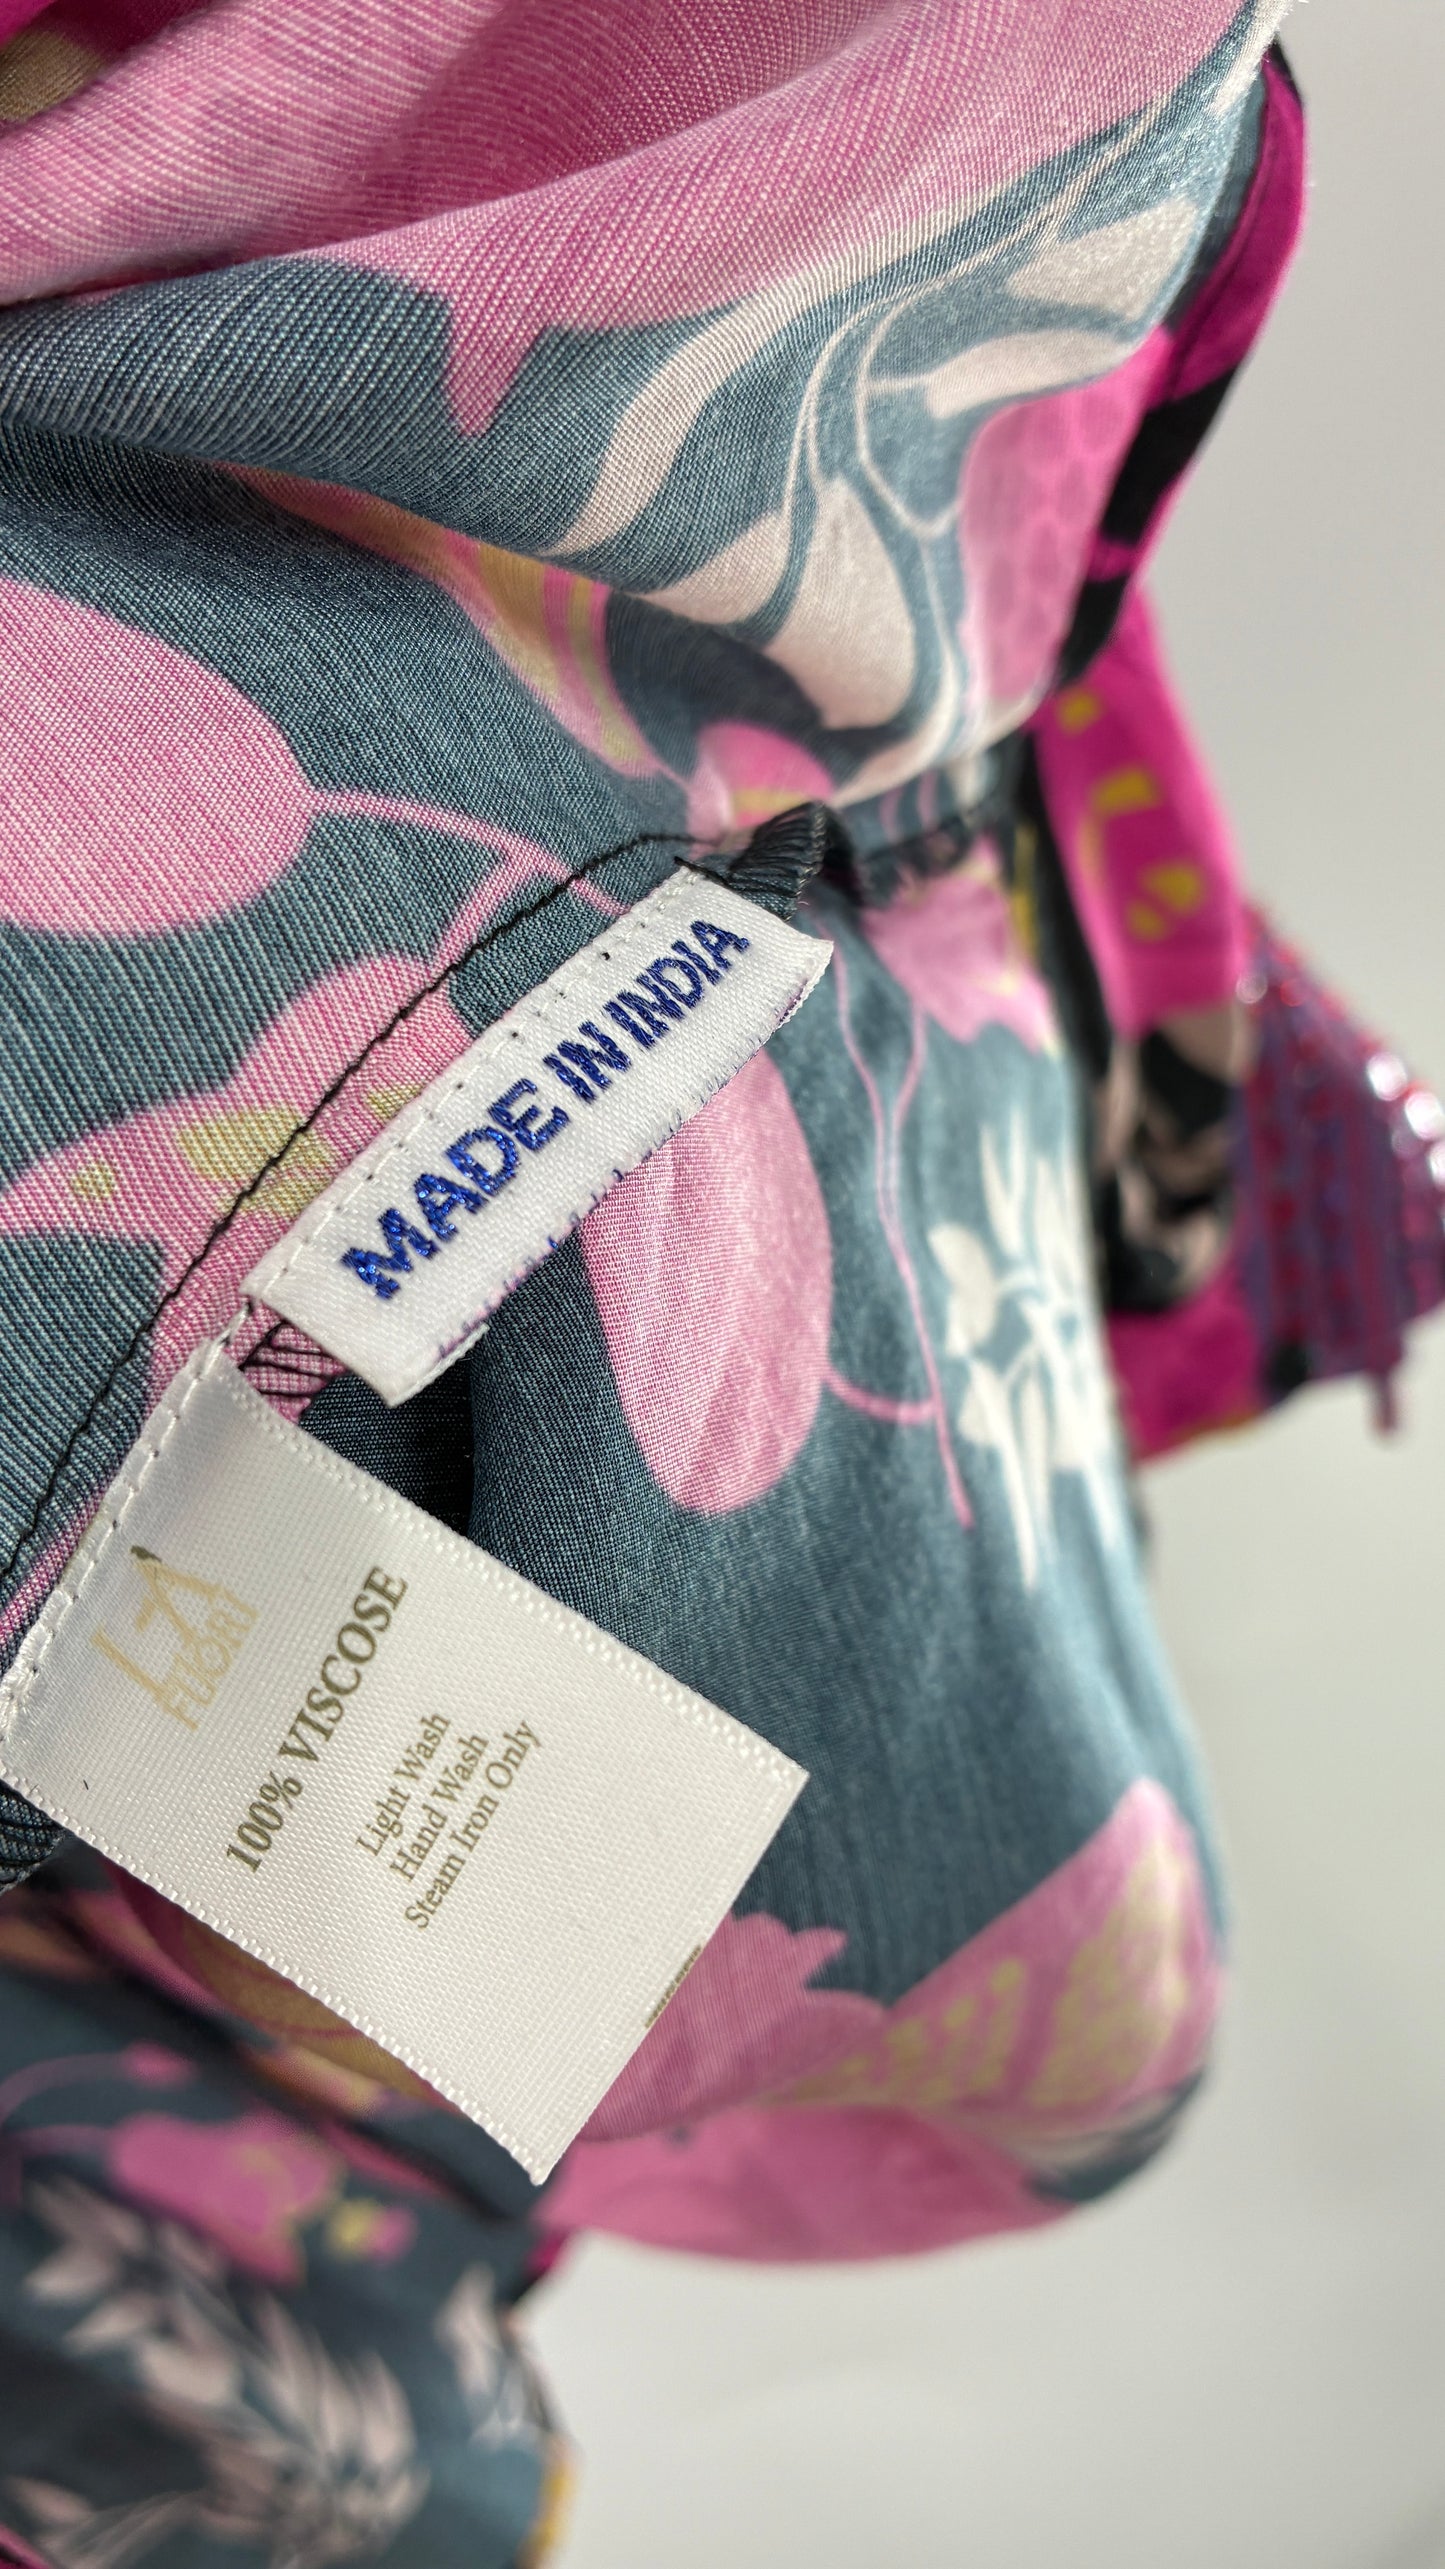 MADE IN INDIA
FUORI
100% VISCOSE
Light Wash
Hand Wash
Steam Iron Only